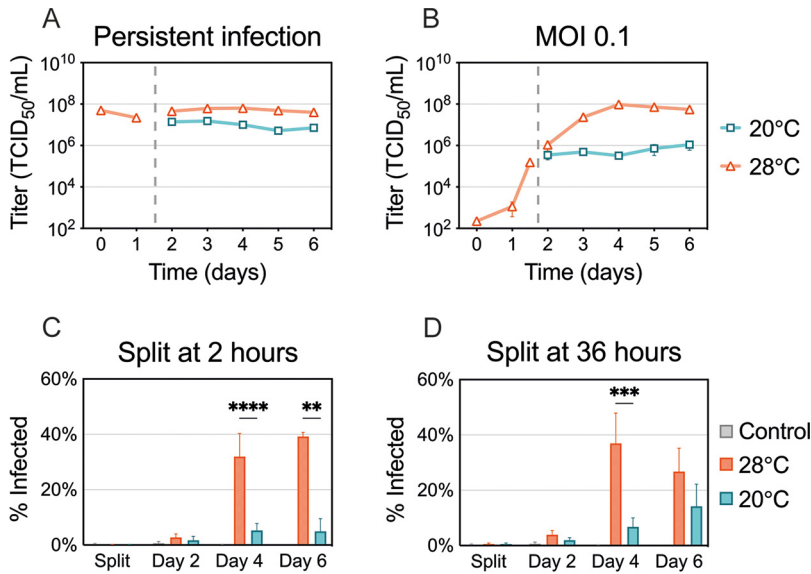 A
Persistent infection
Titer (TCID50/mL)
10^10
10^8
10^6
10^4
10^2
0 1 2 3 4 5 6
Time (days)
B
MOI 0.1
Titer (TCID50/mL)
10^10
10^8
10^6
10^4
10^2
0 1 2 3 4 5 6
Time (days)
20°C
28°C
C
Split at 2 hours
% Infected
60%
40%
20%
0%
****
**
Split Day 2 Day 4 Day 6
D
Split at 36 hours
% Infected
60%
40%
20%
0%
***
Split Day 2 Day 4 Day 6
Control
28°C
20°C